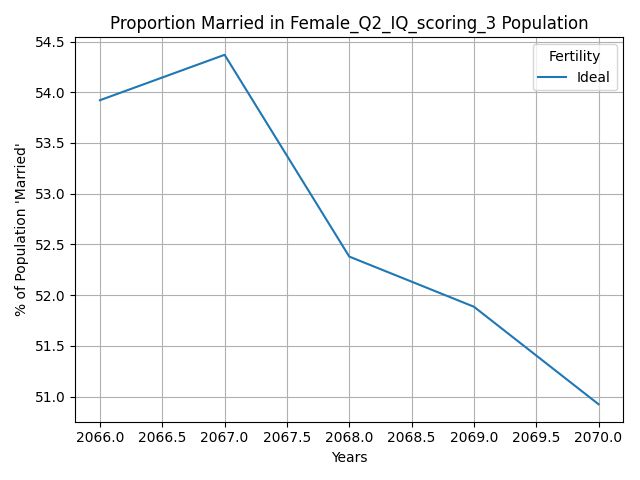 Proportion Married in Female_Q2_IQ_scoring_3 Population
Fertility
Ideal
% of Population 'Married'
54.5
54.0
53.5
53.0
52.5
52.0
51.5
51.0
2066.0 2066.5 2067.0 2067.5 2068.0 2068.5 2069.0 2069.5 2070.0
Years